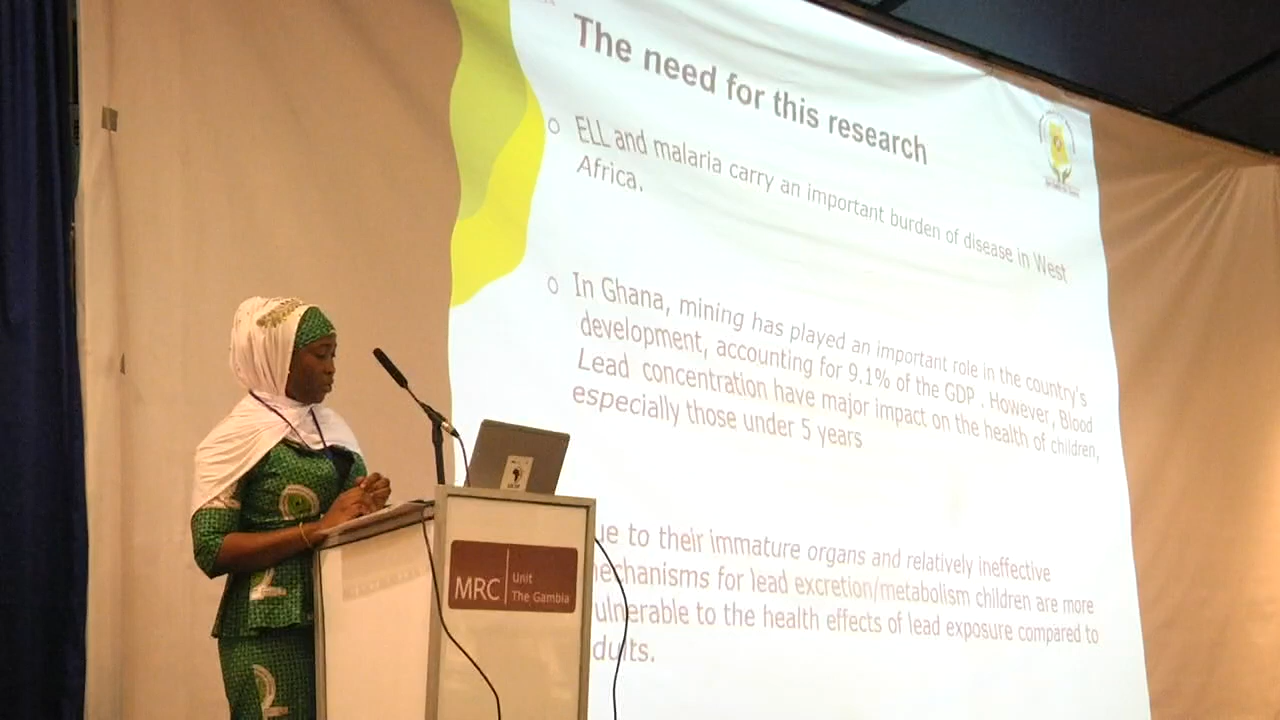 The need for this research
ELL and malaria carry an important burden of disease in West
Africa.
In Ghana, mining has played an important role in the country's
development, accounting for 9.1% of the GDP . However, Blood
Lead concentration have major impact on the health of children,
especially those under 5 years
ue to their immature organs and relatively ineffective
echanisms for lead excretion/metabolism children are more
ulnerable to the health effects of lead exposure compared to
dults.
MRC Unit
The Gambia